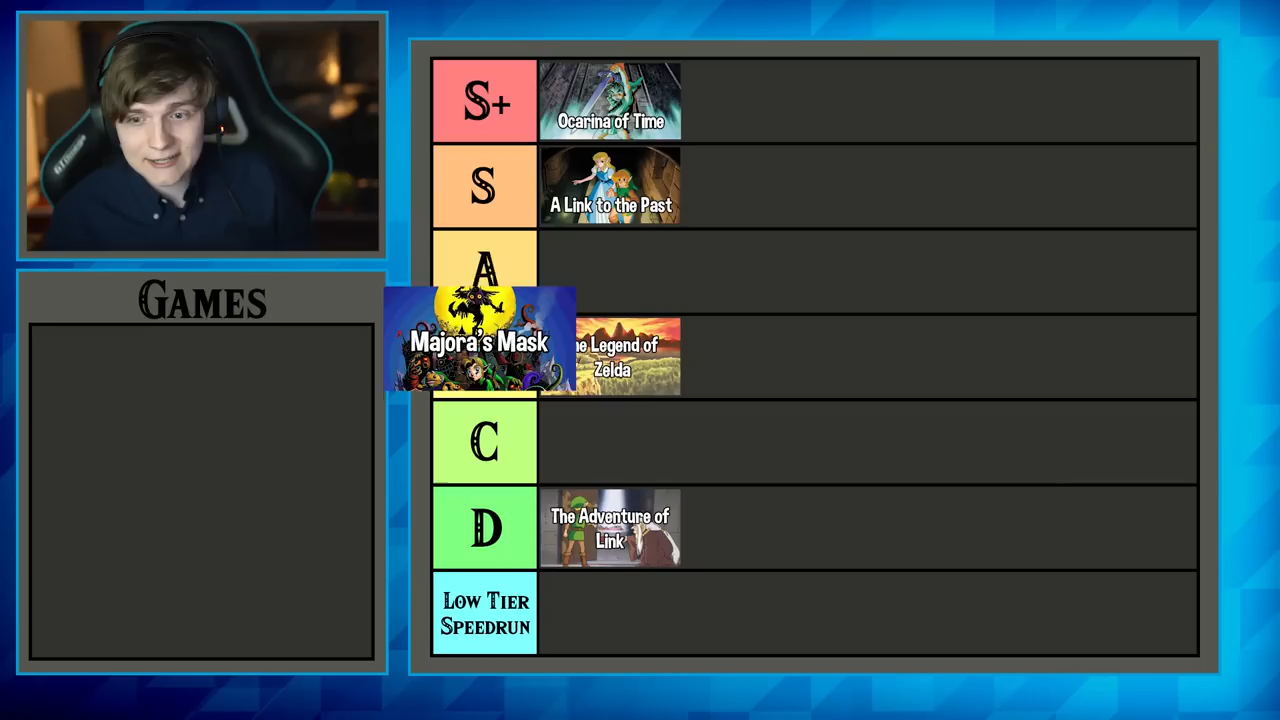 S+
Ocarina of Time
S
A Link to the Past
A
Games
Majora's Mask
e Legend of
Zelda
C
D
The Adventure of
Link
Low Tier
Speedrun